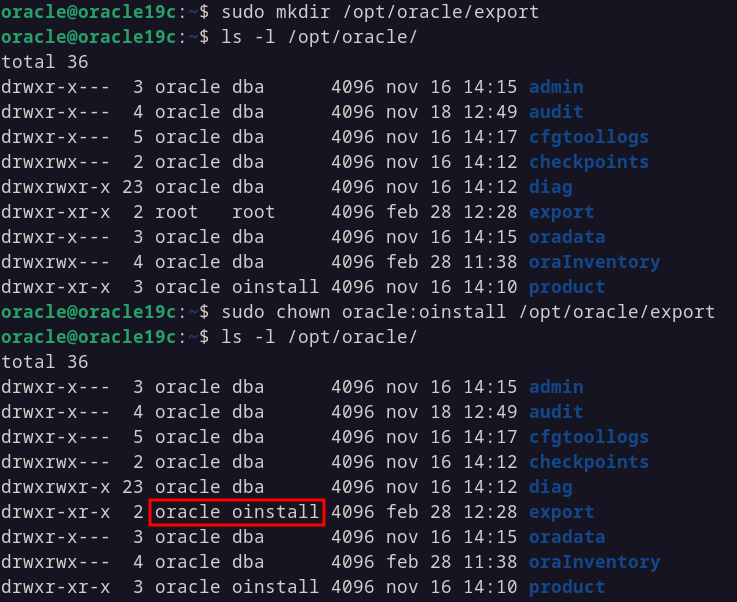 oracle@oracle19c:~$ sudo mkdir /opt/oracle/export
oracle@oracle19c:~$ ls -l /opt/oracle/
total 36
drwxr-x---  3 oracle dba      4096 nov 16 14:15 admin
drwxr-x---  4 oracle dba      4096 nov 18 12:49 audit
drwxr-x---  5 oracle dba      4096 nov 16 14:17 cfgtoollogs
drwxrwx---  2 oracle dba      4096 nov 16 14:12 checkpoints
drwxrwxr-x 23 oracle dba      4096 nov 16 14:12 diag
drwxr-xr-x  2 root   root     4096 feb 28 12:28 export
drwxr-x---  3 oracle dba      4096 nov 16 14:15 oradata
drwxrwx---  4 oracle dba      4096 feb 28 11:38 oraInventory
drwxr-xr-x  3 oracle oinstall 4096 nov 16 14:10 product
oracle@oracle19c:~$ sudo chown oracle:oinstall /opt/oracle/export
oracle@oracle19c:~$ ls -l /opt/oracle/
total 36
drwxr-x---  3 oracle dba      4096 nov 16 14:15 admin
drwxr-x---  4 oracle dba      4096 nov 18 12:49 audit
drwxr-x---  5 oracle dba      4096 nov 16 14:17 cfgtoollogs
drwxrwx---  2 oracle dba      4096 nov 16 14:12 checkpoints
drwxrwxr-x 23 oracle dba      4096 nov 16 14:12 diag
drwxr-xr-x  2 oracle oinstall 4096 feb 28 12:28 export
drwxr-x---  3 oracle dba      4096 nov 16 14:15 oradata
drwxrwx---  4 oracle dba      4096 feb 28 11:38 oraInventory
drwxr-xr-x  3 oracle oinstall 4096 nov 16 14:10 product